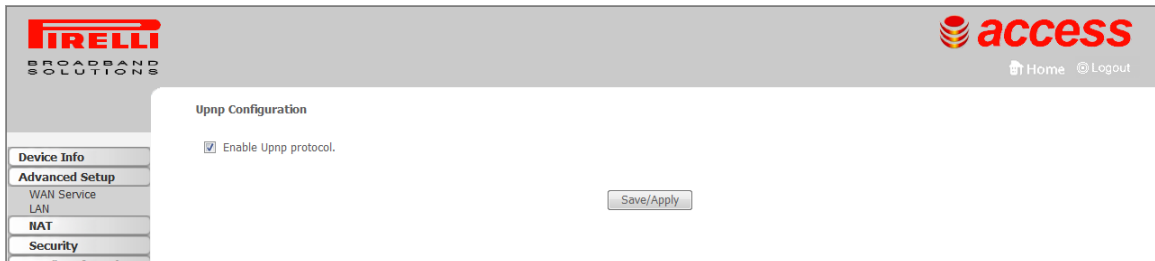 PIRELLI
BROADBAND
SOLUTIONS
access
Home Logout
Upnp Configuration
Enable Upnp protocol.
Device Info
Advanced Setup
WAN Service
LAN
NAT
Security
Save/Apply